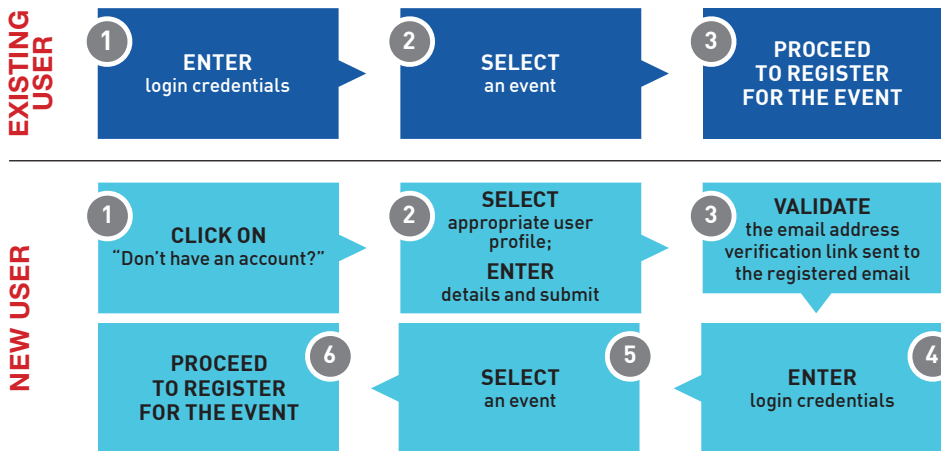 EXISTING
USER
1
ENTER
login credentials
2
SELECT
an event
3
PROCEED
TO REGISTER
FOR THE EVENT
NEW USER
1
CLICK ON
“Don’t have an account?”
2
SELECT
appropriate user
profile;
ENTER
details and submit
3
VALIDATE
the email address
verification link sent to
the registered email
4
ENTER
login credentials
5
SELECT
an event
6
PROCEED
TO REGISTER
FOR THE EVENT